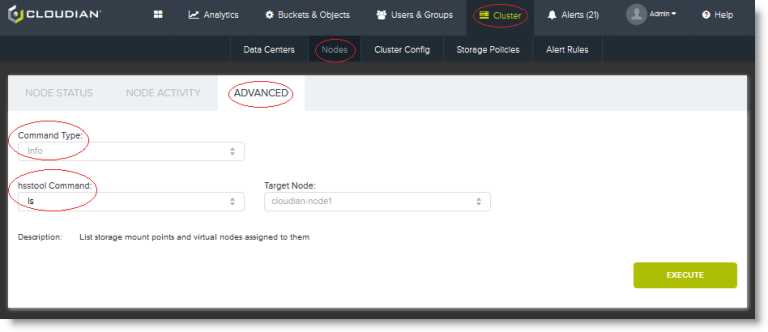 CLOUDIAN Analytics Buckets & Objects Users & Groups Cluster Alerts (21) Admin Help
Data Centers Nodes Cluster Config Storage Policies Alert Rules
NODE STATUS NODE ACTIVITY ADVANCED
Command Type:
Info
hsstool Command: Target Node:
ls cloudian-node1
Description: List storage mount points and virtual nodes assigned to them
EXECUTE